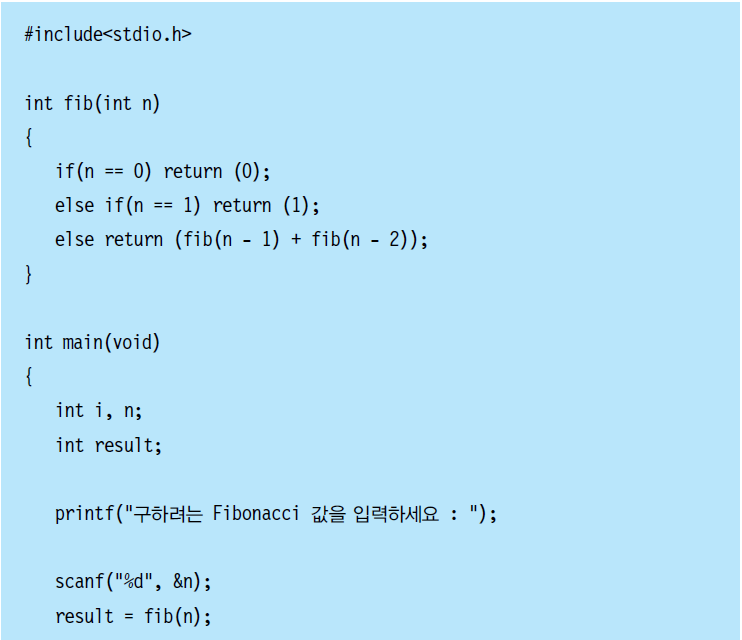 #include<stdio.h>
int fib(int n)
{
if(n == 0) return (0);
else if(n == 1) return (1);
else return (fib(n - 1) + fib(n - 2));
}
int main(void)
{
int i, n;
int result;
printf("구하려는 Fibonacci 값을 입력하세요 : ");
scanf("%d", &n);
result = fib(n);